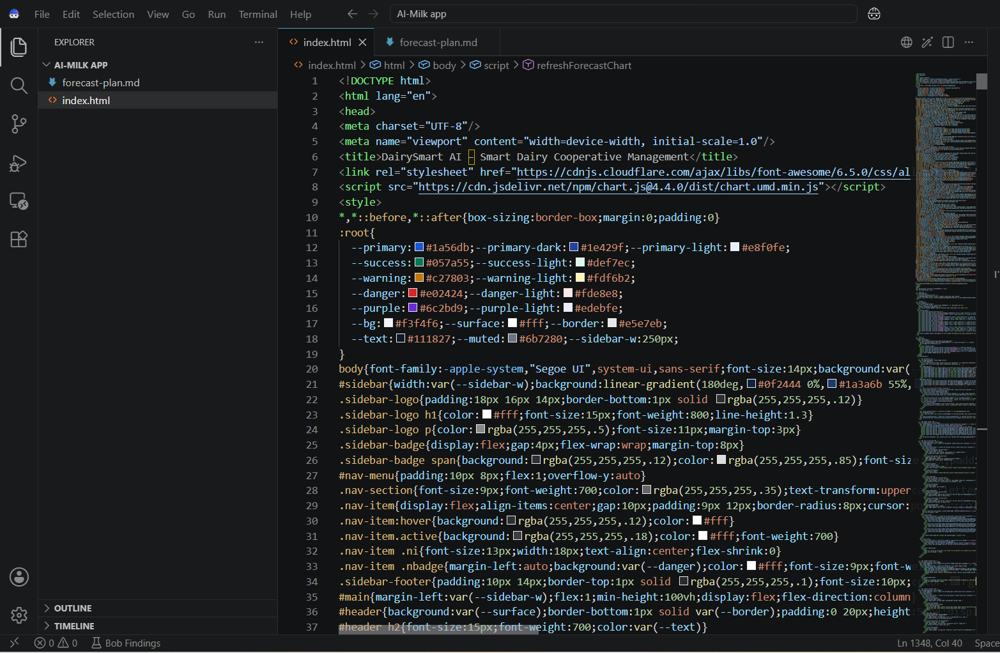 File Edit Selection View Go Run Terminal Help
AI-Milk app
EXPLORER
AI-MILK APP
forecast-plan.md
index.html
OUTLINE
TIMELINE
index.html
forecast-plan.md
index.html > html > body > script > refreshForecastChart
1 <!DOCTYPE html>
2 <html lang="en">
3 <head>
4 <meta charset="UTF-8"/>
5 <meta name="viewport" content="width=device-width, initial-scale=1.0"/>
6 <title>DairySmart AI – Smart Dairy Cooperative Management</title>
7 <link rel="stylesheet" href="https://cdnjs.cloudflare.com/ajax/libs/font-awesome/6.5.0/css/al
8 <script src="https://cdn.jsdelivr.net/npm/chart.js@4.4.0/dist/chart.umd.min.js"></script>
9 <style>
10 *,*::before,*::after{box-sizing:border-box;margin:0;padding:0}
11 :root{
12 --primary:#1a56db;--primary-dark:#1e429f;--primary-light:#e8f0fe;
13 --success:#057a55;--success-light:#def7ec;
14 --warning:#c27803;--warning-light:#fdf6b2;
15 --danger:#e02424;--danger-light:#fde8e8;
16 --purple:#6c2bd9;--purple-light:#edebfe;
17 --bg:#f3f4f6;--surface:#fff;--border:#e5e7eb;
18 --text:#111827;--muted:#6b7280;--sidebar-w:250px;
19 }
20 body{font-family:-apple-system,"Segoe UI",system-ui,sans-serif;font-size:14px;background:var(
21 #sidebar{width:var(--sidebar-w);background:linear-gradient(180deg,#0f2444 0%,#1a3a6b 55%,
22 .sidebar-logo{padding:18px 16px 14px;border-bottom:1px solid rgba(255,255,255,.12)}
23 .sidebar-logo h1{color:#fff;font-size:15px;font-weight:800;line-height:1.3}
24 .sidebar-logo p{color:rgba(255,255,255,.5);font-size:11px;margin-top:3px}
25 .sidebar-badge{display:flex;gap:4px;flex-wrap:wrap;margin-top:8px}
26 .sidebar-badge span{background:rgba(255,255,255,.12);color:rgba(255,255,255,.85);font-siz
27 #nav-menu{padding:10px 8px;flex:1;overflow-y:auto}
28 .nav-section{font-size:9px;font-weight:700;color:rgba(255,255,255,.35);text-transform:upper
29 .nav-item{display:flex;align-items:center;gap:10px;padding:9px 12px;border-radius:8px;cursor:
30 .nav-item:hover{background:rgba(255,255,255,.12);color:#fff}
31 .nav-item.active{background:rgba(255,255,255,.18);color:#fff;font-weight:700}
32 .nav-item .ni{font-size:13px;width:18px;text-align:center;flex-shrink:0}
33 .nav-item .nbadge{margin-left:auto;background:var(--danger);color:#fff;font-size:9px;font-w
34 .sidebar-footer{padding:10px 14px;border-top:1px solid rgba(255,255,255,.1);font-size:10px;
35 #main{margin-left:var(--sidebar-w);flex:1;min-height:100vh;display:flex;flex-direction:column
36 #header{background:var(--surface);border-bottom:1px solid var(--border);padding:0 20px;height:
37 #header h2{font-size:15px;font-weight:700;color:var(--text)}
0 0 Bob Findings
Ln 1348, Col 40 Space